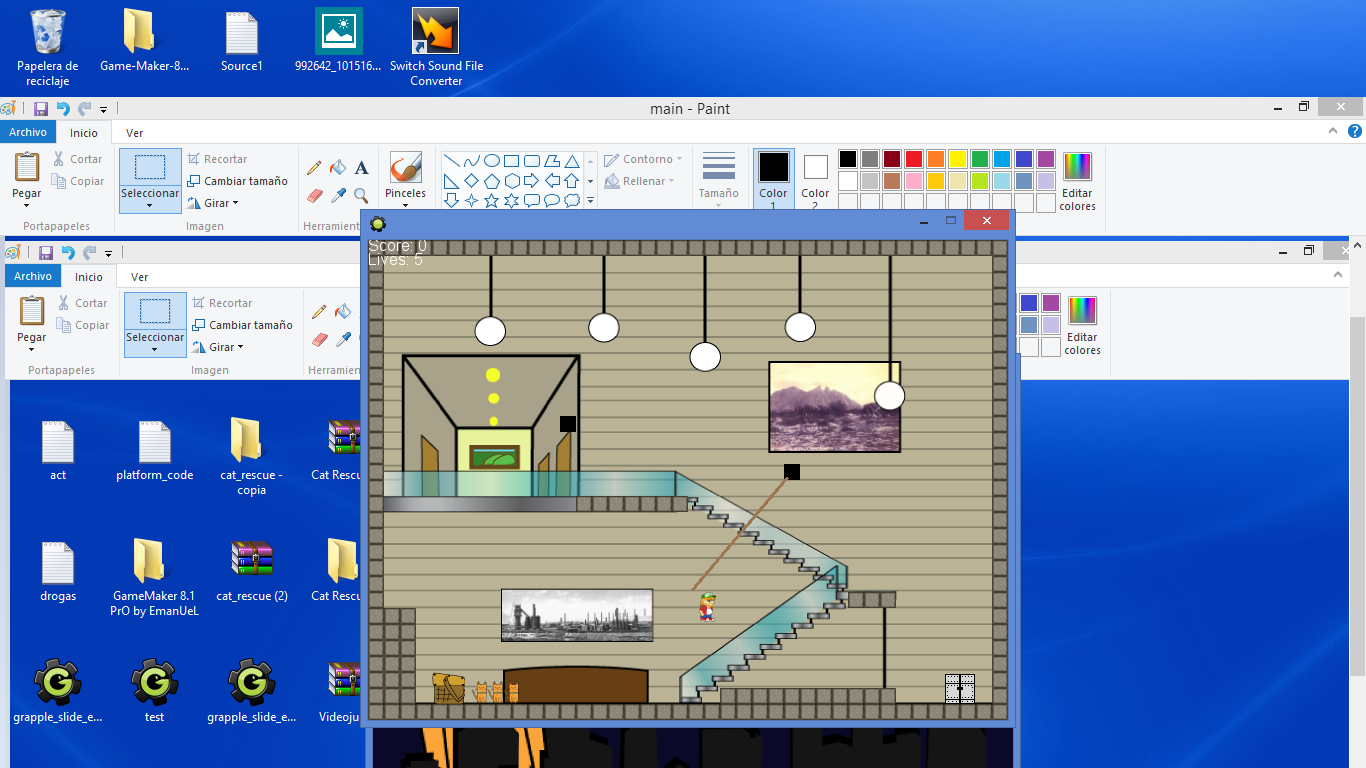 Papelera de
reciclaje
Game-Maker-8...
Source1
992642_101516...
Switch Sound File
Converter
main - Paint
Archivo
Inicio
Ver
Pegar
Cortar
Copiar
Portapapeles
Seleccionar
Recortar
Cambiar tamaño
Girar
Imagen
A
Herramient
Pinceles
Contorno
Rellenar
Tamaño
Color
1
Color
2
Editar
colores
Archivo
Inicio
Ver
Pegar
Cortar
Copiar
Portapapeles
Seleccionar
Recortar
Cambiar tamaño
Girar
Imagen
Herramien
Editar
colores
Score: 0
Lives: 5
act
platform_code
cat_rescue -
copia
Cat Rescu
drogas
GameMaker 8.1
PrO by EmanUeL
cat_rescue (2)
Cat Rescu
grapple_slide_e...
test
grapple_slide_e...
Videoju